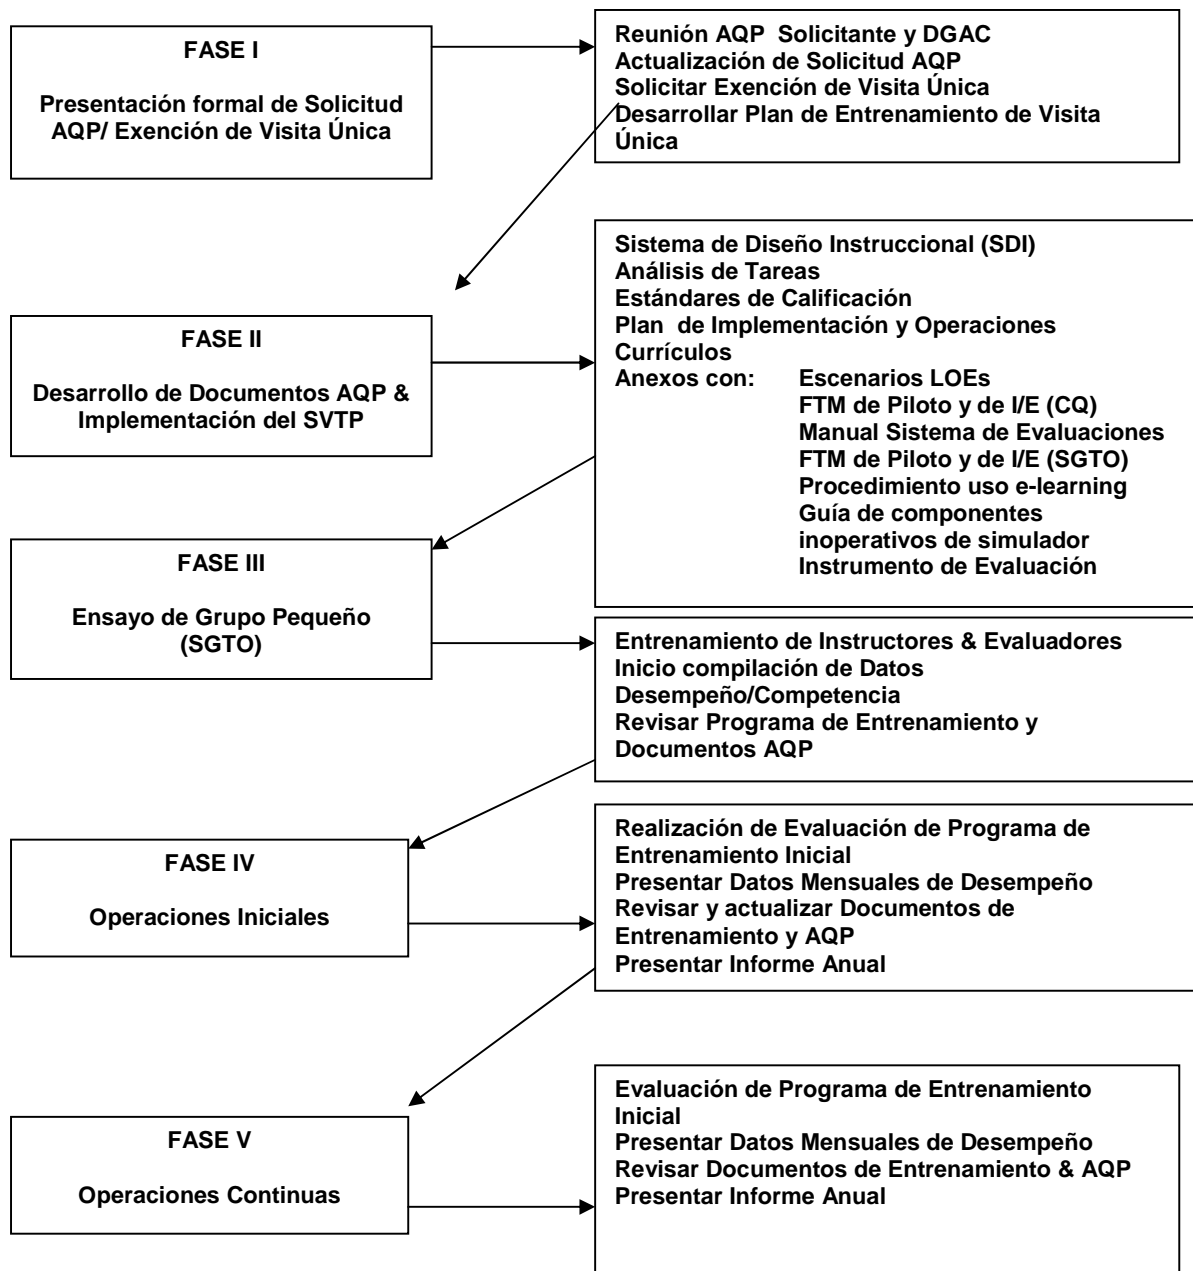 FASE I
Presentación formal de Solicitud
AQP/ Exención de Visita Única
Reunión AQP  Solicitante y DGAC
Actualización de Solicitud AQP
Solicitar Exención de Visita Única
Desarrollar Plan de Entrenamiento de Visita
Única
FASE II
Desarrollo de Documentos AQP &
Implementación del SVTP
Sistema de Diseño Instruccional (SDI)
Análisis de Tareas
Estándares de Calificación
Plan  de Implementación y Operaciones
Currículos
Anexos con: Escenarios LOEs
FTM de Piloto y de I/E (CQ)
Manual Sistema de Evaluaciones
FTM de Piloto y de I/E (SGTO)
Procedimiento uso e-learning
Guía de componentes
inoperativos de simulador
Instrumento de Evaluación
FASE III
Ensayo de Grupo Pequeño
(SGTO)
Entrenamiento de Instructores & Evaluadores
Inicio compilación de Datos
Desempeño/Competencia
Revisar Programa de Entrenamiento y
Documentos AQP
FASE IV
Operaciones Iniciales
Realización de Evaluación de Programa de
Entrenamiento Inicial
Presentar Datos Mensuales de Desempeño
Revisar y actualizar Documentos de
Entrenamiento y AQP
Presentar Informe Anual
FASE V
Operaciones Continuas
Evaluación de Programa de Entrenamiento
Inicial
Presentar Datos Mensuales de Desempeño
Revisar Documentos de Entrenamiento & AQP
Presentar Informe Anual